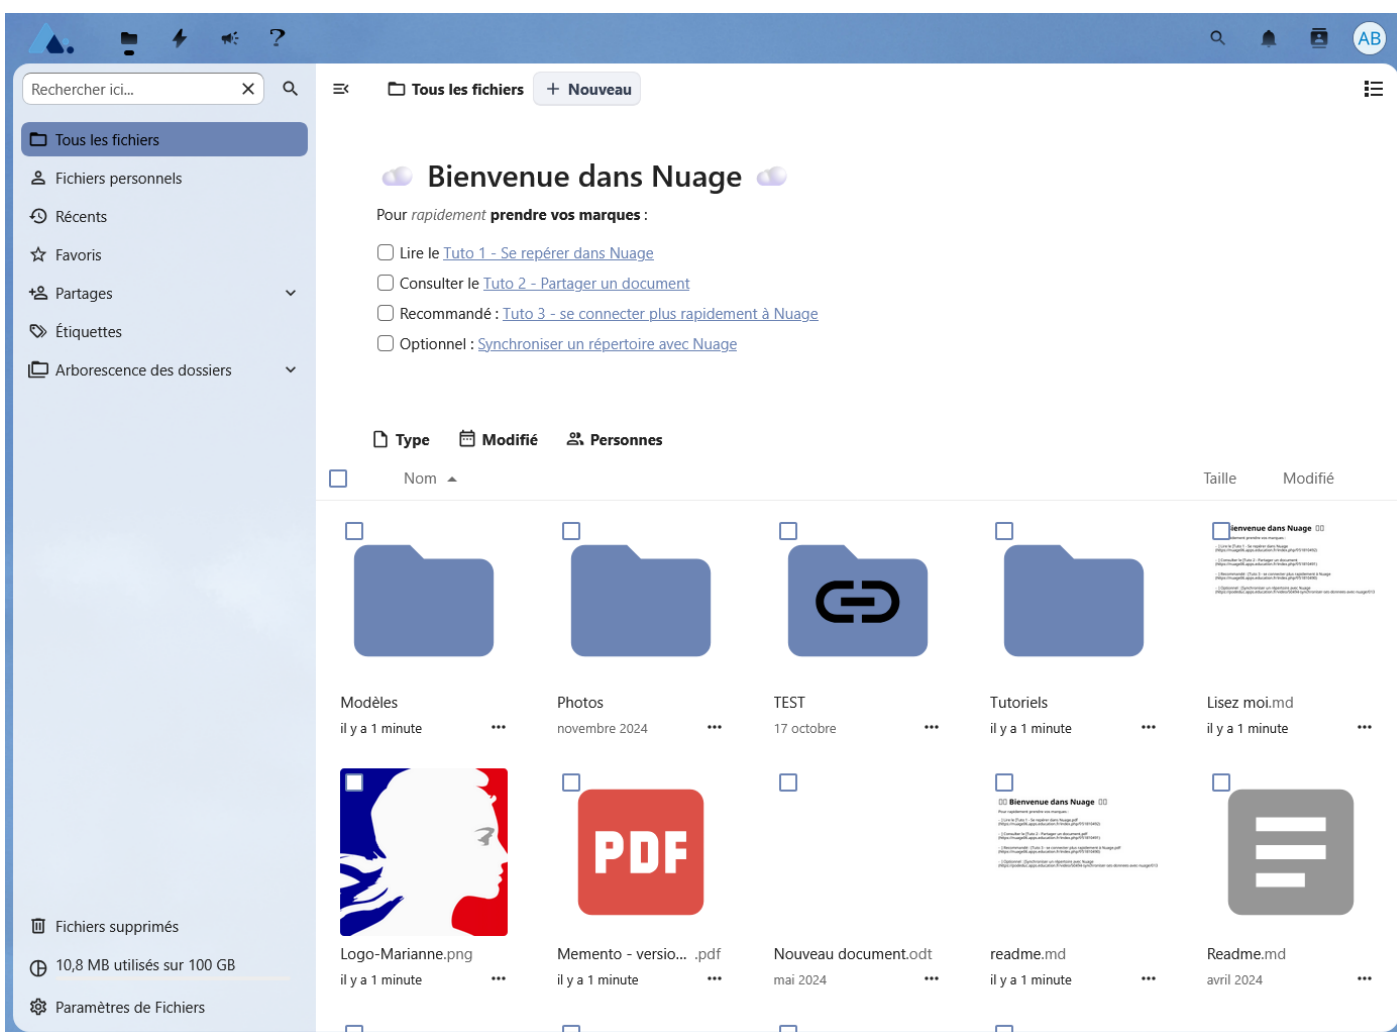 AB
Rechercher ici...
Tous les fichiers
Nouveau
Tous les fichiers
Fichiers personnels
Récents
Favoris
Partages
Étiquettes
Arborescence des dossiers
Bienvenue dans Nuage
Pour rapidement prendre vos marques :
Lire le Tuto 1 - Se repérer dans Nuage
Consulter le Tuto 2 - Partager un document
Recommandé : Tuto 3 - se connecter plus rapidement à Nuage
Optionnel : Synchroniser un répertoire avec Nuage
Type Modifié Personnes
Nom Taille Modifié
Modèles
il y a 1 minute
Photos
novembre 2024
TEST
17 octobre
Tutoriels
il y a 1 minute
Lisez moi.md
il y a 1 minute
PDF
Bienvenue dans Nuage
Logo-Marianne.png
il y a 1 minute
Memento - versio... .pdf
il y a 1 minute
Nouveau document.odt
mai 2024
readme.md
il y a 1 minute
Readme.md
avril 2024
Fichiers supprimés
10,8 MB utilisés sur 100 GB
Paramètres de Fichiers